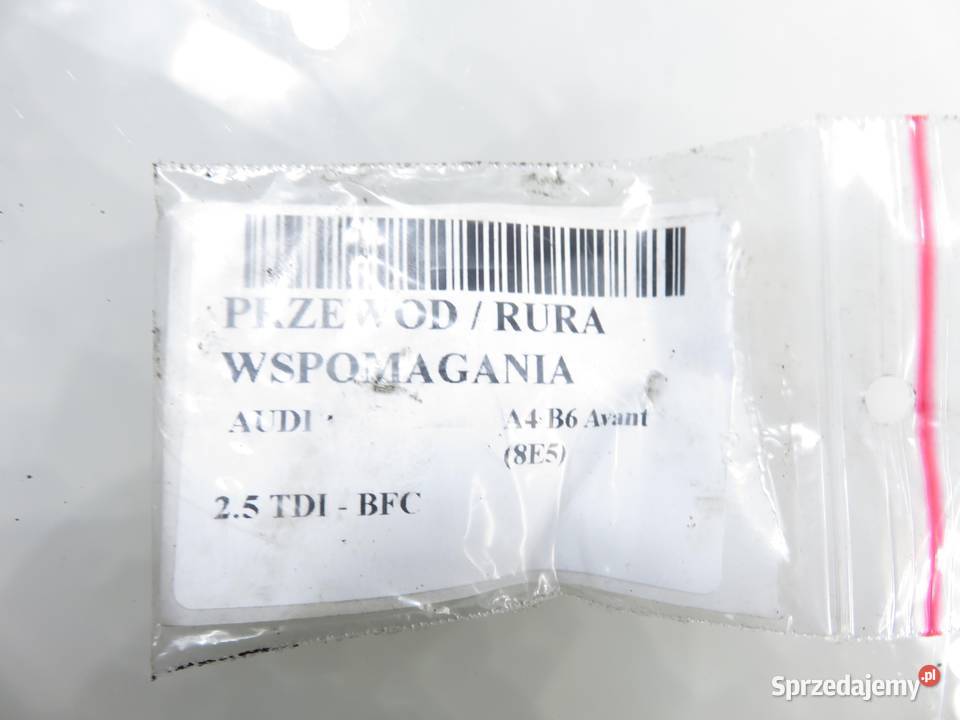 PRZEWOD / RURA
WSPOMAGANIA
AUDI A4 B6 Avant
(8E5)
2.5 TDI - BFC
Sprzedajemy.pl